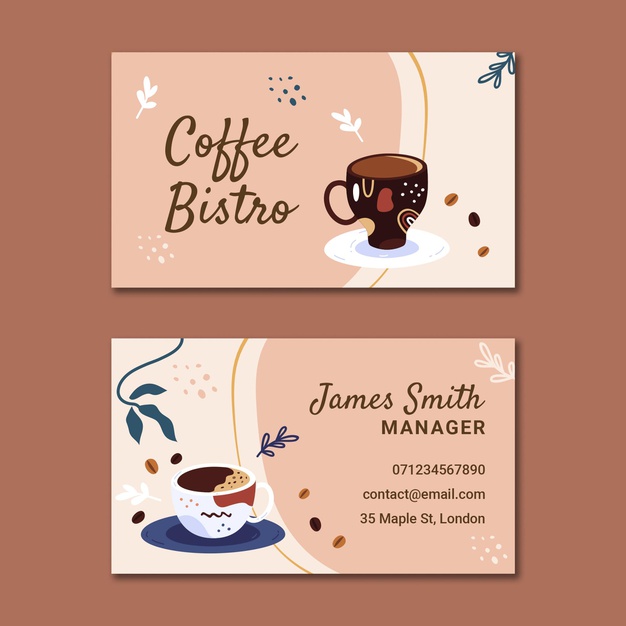 Coffee
Bistro
James Smith
MANAGER
071234567890
contact@email.com
35 Maple St, London